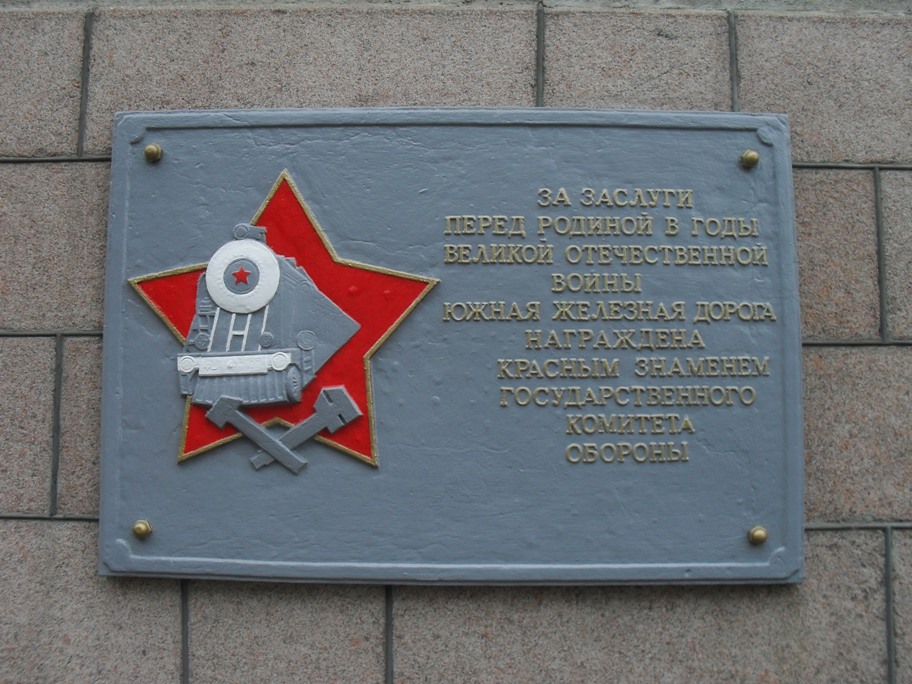 ЗА ЗАСЛУГИ
ПЕРЕД РОДИНОЙ В ГОДЫ
ВЕЛИКОЙ ОТЕЧЕСТВЕННОЙ
ВОЙНЫ
ЮЖНАЯ ЖЕЛЕЗНАЯ ДОРОГА
НАГРАЖДЕНА
КРАСНЫМ ЗНАМЕНЕМ
ГОСУДАРСТВЕННОГО
КОМИТЕТА
ОБОРОНЫ